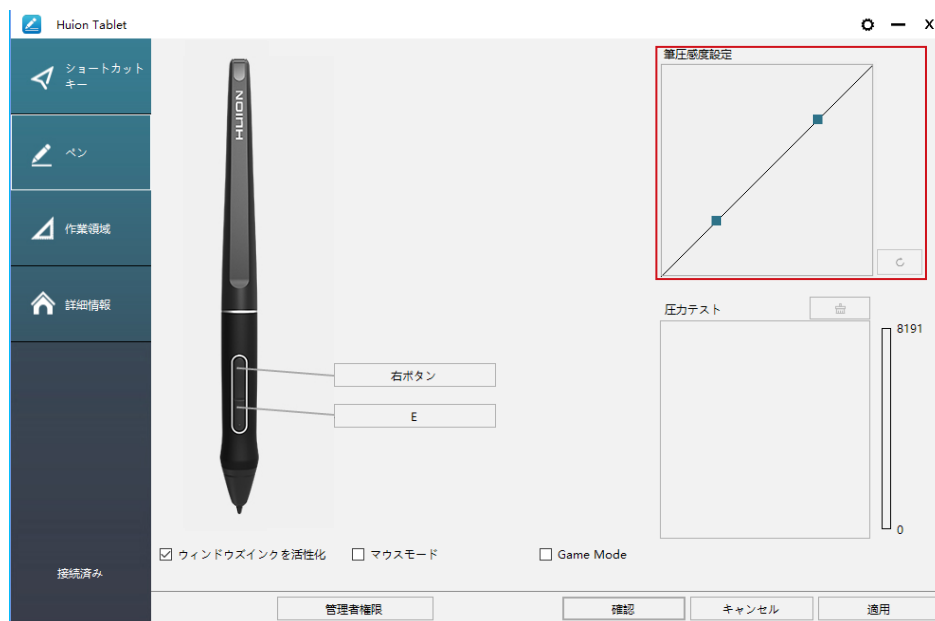 Huion Tablet
ショートカット
キー
ペン
作業領域
詳細情報
接続済み
HUION
右ボタン
E
筆圧感度設定
圧力テスト
8191
0
ウィンドウズインクを活性化
マウスモード
Game Mode
管理者権限
確認
キャンセル
適用